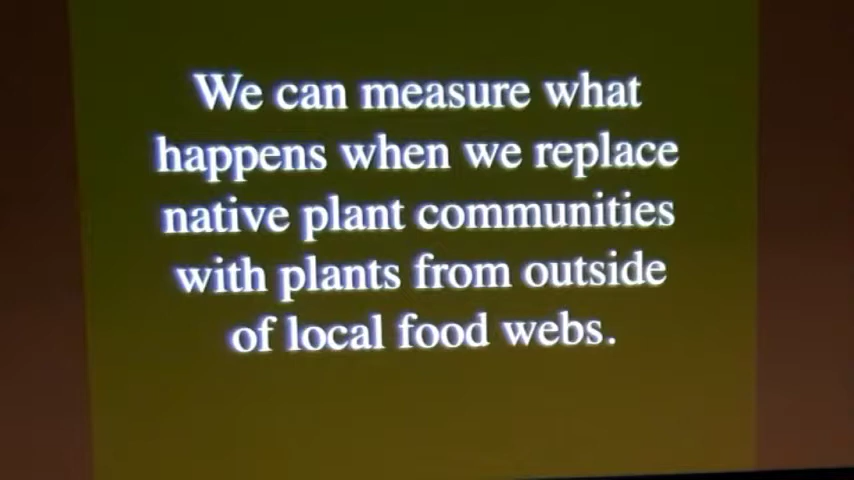 We can measure what
happens when we replace
native plant communities
with plants from outside
of local food webs.